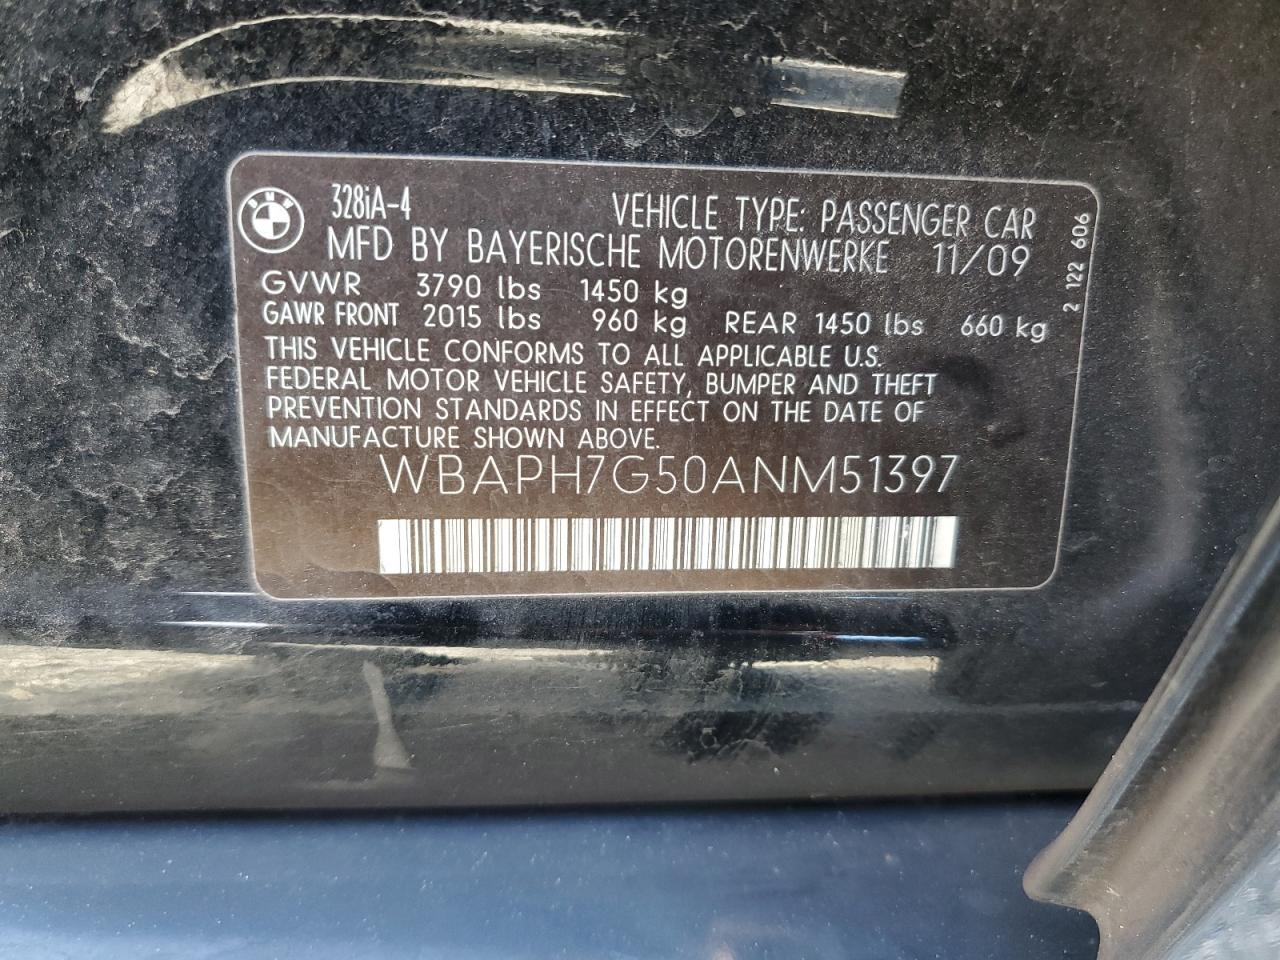 BMW
328iA-4
VEHICLE TYPE: PASSENGER CAR
MFD BY BAYERISCHE MOTORENWERKE 11/09
GVWR 3790 lbs 1450 kg
GAWR FRONT 2015 lbs 960 kg REAR 1450 lbs 660 kg
THIS VEHICLE CONFORMS TO ALL APPLICABLE U.S.
FEDERAL MOTOR VEHICLE SAFETY, BUMPER AND THEFT
PREVENTION STANDARDS IN EFFECT ON THE DATE OF
MANUFACTURE SHOWN ABOVE.
WBAPH7G50ANM51397
2 122 606